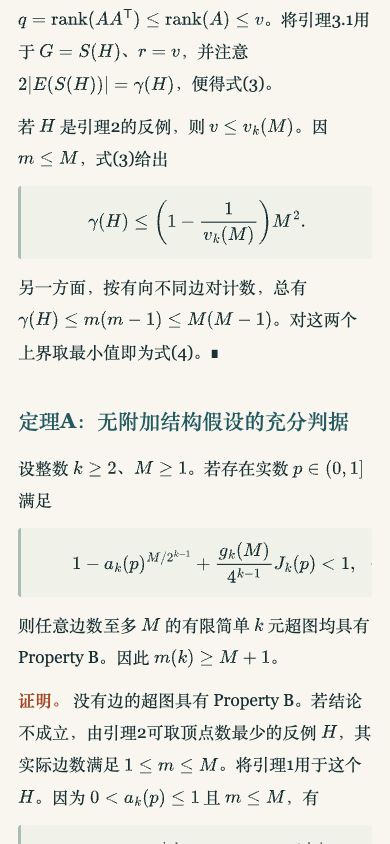 q = rank(AA⊤) ≤ rank(A) ≤ v。将引理3.1用
于 G = S(H)、r = v，并注意
2|E(S(H))| = γ(H)，便得式(3)。
若 H 是引理2的反例，则 v ≤ v_k(M)。因
m ≤ M，式(3)给出
γ(H) ≤ (1 − 1/v_k(M)) M².
另一方面，按有向不同边对计数，总有
γ(H) ≤ m(m − 1) ≤ M(M − 1)。对这两个
上界取最小值即为式(4)。∎
定理A：无附加结构假设的充分判据
设整数 k ≥ 2、M ≥ 1。若存在实数 p ∈ (0, 1]
满足
1 − a_k(p)^{M/2^{k−1}} + g_k(M)/4^{k−1} J_k(p) < 1,
则任意边数至多 M 的有限简单 k 元超图均具有
Property B。因此 m(k) ≥ M + 1。
证明。 没有边的超图具有 Property B。若结论
不成立，由引理2可取顶点数最少的反例 H，其
实际边数满足 1 ≤ m ≤ M。将引理1用于这个
H。因为 0 < a_k(p) ≤ 1 且 m ≤ M，有